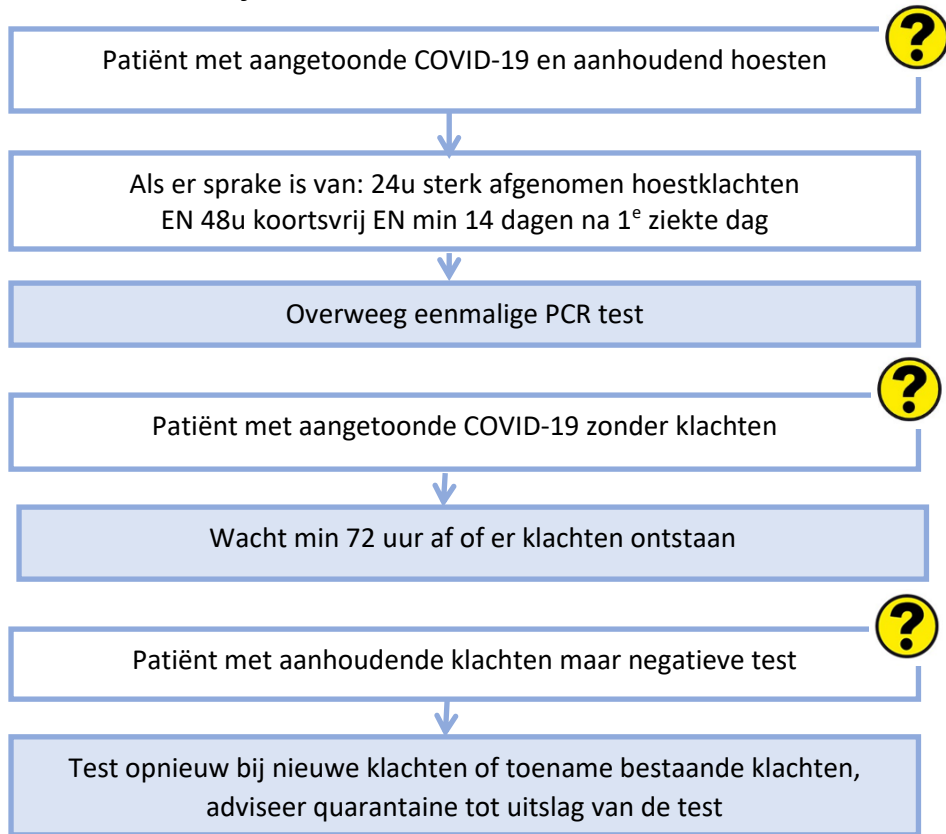 ?
Patiënt met aangetoonde COVID-19 en aanhoudend hoesten
Als er sprake is van: 24u sterk afgenomen hoestklachten
EN 48u koortsvrij EN min 14 dagen na 1e ziekte dag
Overweeg eenmalige PCR test
?
Patiënt met aangetoonde COVID-19 zonder klachten
Wacht min 72 uur af of er klachten ontstaan
?
Patiënt met aanhoudende klachten maar negatieve test
Test opnieuw bij nieuwe klachten of toename bestaande klachten,
adviseer quarantaine tot uitslag van de test